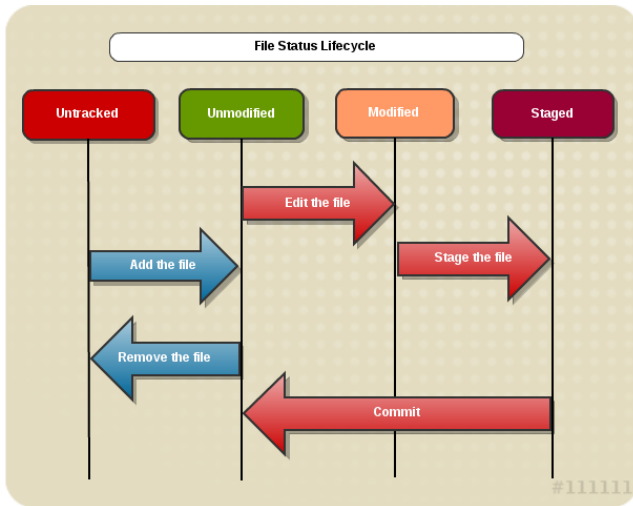 File Status Lifecycle
Untracked
Unmodified
Modified
Staged
Edit the file
Stage the file
Add the file
Remove the file
Commit
#111111